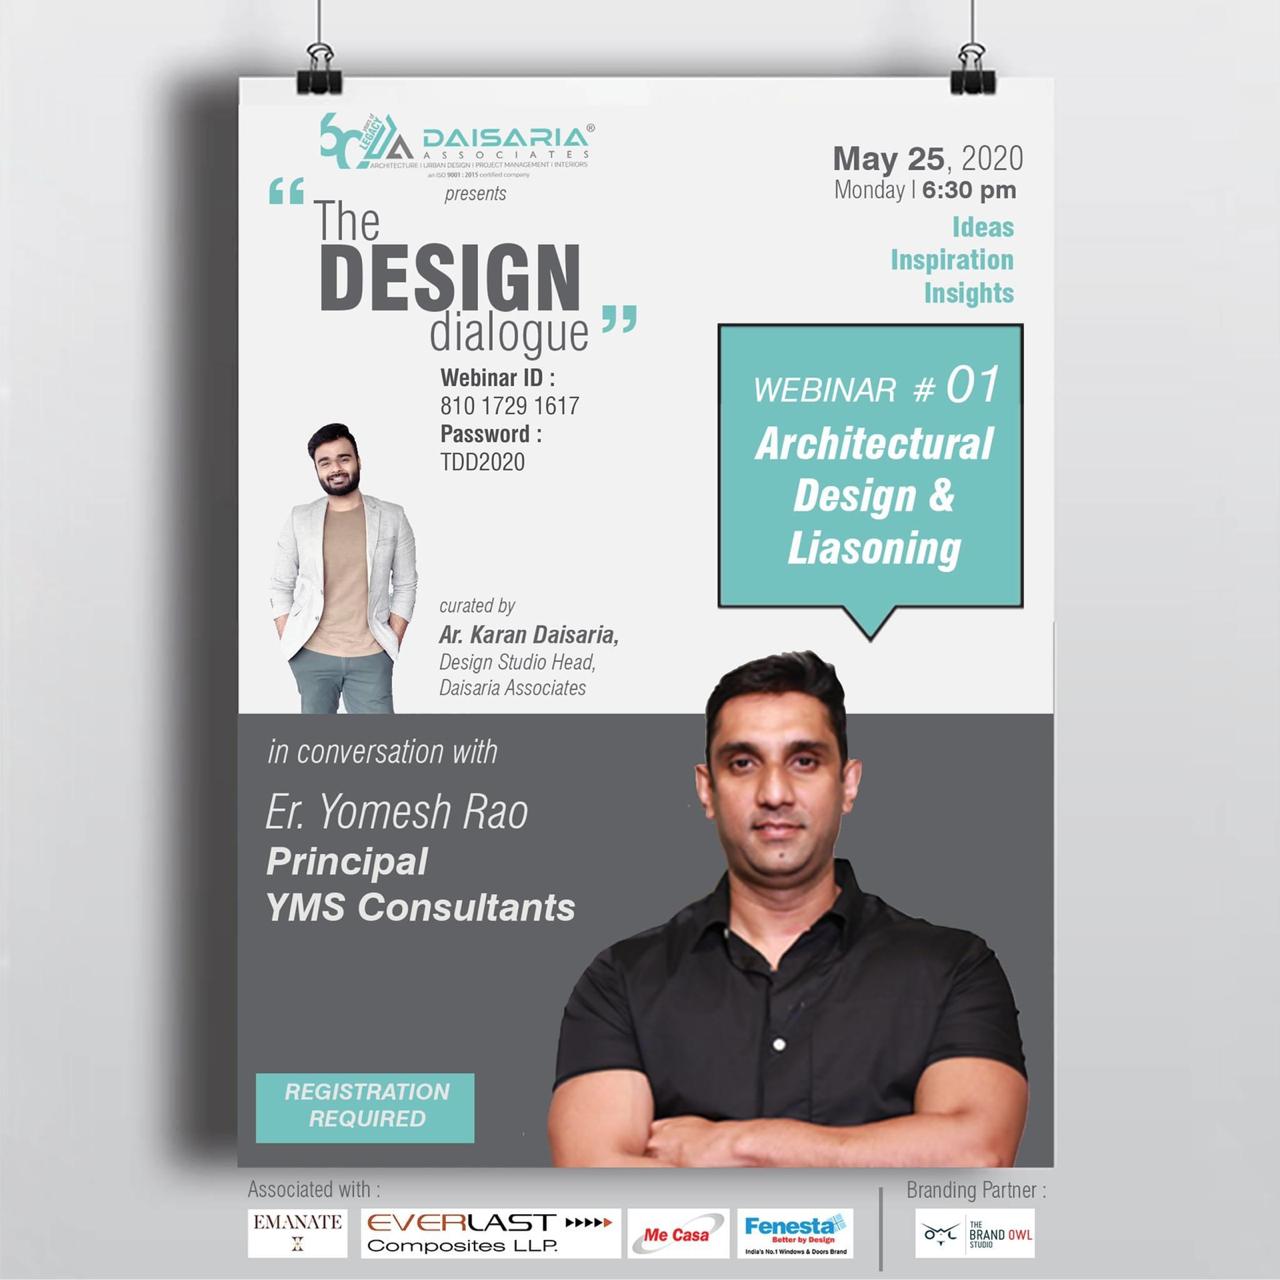 60 years of LEGACY
DAISARIA®
ASSOCIATES
ARCHITECTURE | URBAN DESIGN | PROJECT MANAGEMENT | INTERIORS
an ISO 9001 : 2015 certified company
presents
“The
DESIGN
dialogue”
Webinar ID :
810 1729 1617
Password :
TDD2020
May 25, 2020
Monday | 6:30 pm
Ideas
Inspiration
Insights
WEBINAR # 01
Architectural
Design &
Liasoning
curated by
Ar. Karan Daisaria,
Design Studio Head,
Daisaria Associates
in conversation with
Er. Yomesh Rao
Principal
YMS Consultants
REGISTRATION
REQUIRED
Associated with :
EMANATE
EVERLAST
Composites LLP.
Me Casa
Fenesta
Better by Design
India's No.1 Windows & Doors Brand
Branding Partner :
OWL
THE
BRAND OWL
STUDIO